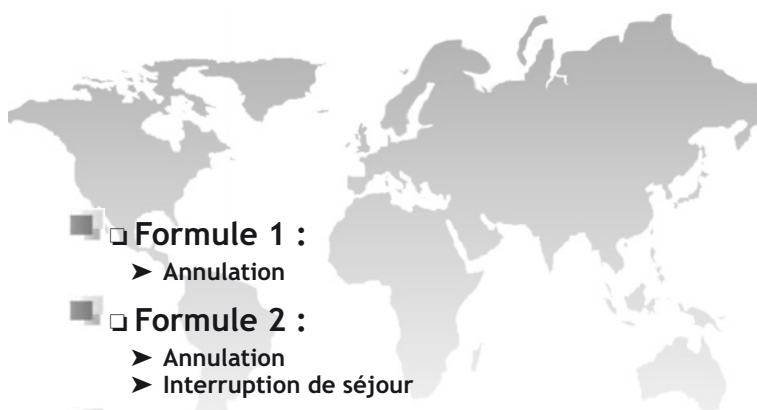 ❑ Formule 1 :
➤ Annulation
❑ Formule 2 :
➤ Annulation
➤ Interruption de séjour